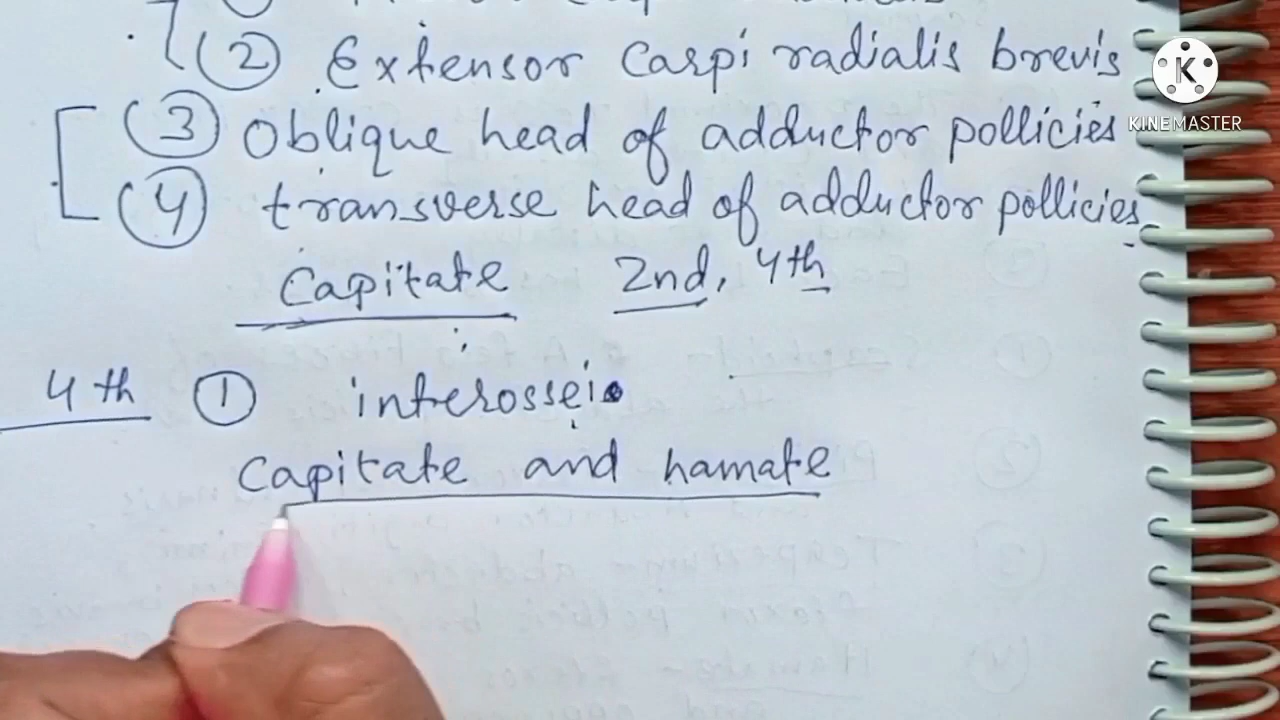 (2) Extensor Carpi radialis brevis
(3) Oblique head of adductor pollicies
(4) transverse head of adductor pollicies
Capitate 2nd, 4th
4th 1 interossei
Capitate and hamate
K
KINEMASTER